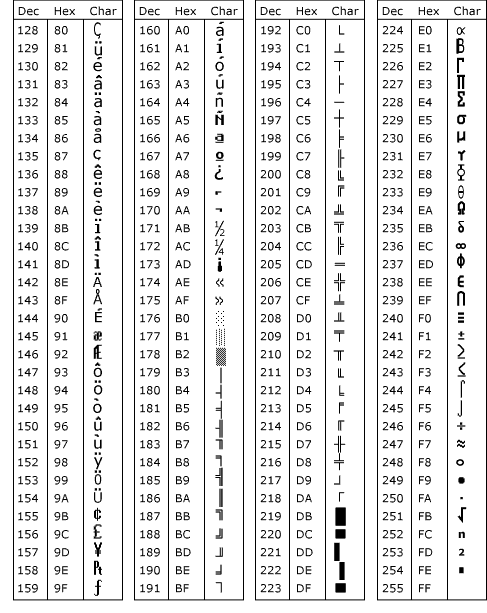 Dec Hex Char
128 80 Ç
129 81 ü
130 82 é
131 83 â
132 84 ä
133 85 à
134 86 å
135 87 ç
136 88 ê
137 89 ë
138 8A è
139 8B ï
140 8C î
141 8D ì
142 8E Ä
143 8F Å
144 90 É
145 91 æ
146 92 Æ
147 93 ô
148 94 ö
149 95 ò
150 96 û
151 97 ù
152 98 ÿ
153 99 Ö
154 9A Ü
155 9B ¢
156 9C £
157 9D ¥
158 9E ₧
159 9F ƒ
Dec Hex Char
160 A0 á
161 A1 í
162 A2 ó
163 A3 ú
164 A4 ñ
165 A5 Ñ
166 A6 ª
167 A7 º
168 A8 ¿
169 A9 ⌐
170 AA ¬
171 AB ½
172 AC ¼
173 AD ¡
174 AE «
175 AF »
176 B0 ░
177 B1 ▒
178 B2 ▓
179 B3 │
180 B4 ┤
181 B5 ╡
182 B6 ╢
183 B7 ╖
184 B8 ╕
185 B9 ╣
186 BA ║
187 BB ╗
188 BC ╝
189 BD ╜
190 BE ╛
191 BF ┐
Dec Hex Char
192 C0 └
193 C1 ┴
194 C2 ┬
195 C3 ├
196 C4 ─
197 C5 ┼
198 C6 ╞
199 C7 ╟
200 C8 ╚
201 C9 ╔
202 CA ╩
203 CB ╦
204 CC ╠
205 CD ═
206 CE ╬
207 CF ╧
208 D0 ╨
209 D1 ╤
210 D2 ╥
211 D3 ╙
212 D4 ╘
213 D5 ╒
214 D6 ╓
215 D7 ╫
216 D8 ╪
217 D9 ┘
218 DA ┌
219 DB █
220 DC ▄
221 DD ▌
222 DE ▐
223 DF ▀
Dec Hex Char
224 E0 α
225 E1 ß
226 E2 Γ
227 E3 π
228 E4 Σ
229 E5 σ
230 E6 µ
231 E7 τ
232 E8 Φ
233 E9 θ
234 EA Ω
235 EB δ
236 EC ∞
237 ED φ
238 EE ε
239 EF ∩
240 F0 ≡
241 F1 ±
242 F2 ≥
243 F3 ≤
244 F4 ⌠
245 F5 ⌡
246 F6 ÷
247 F7 ≈
248 F8 °
249 F9 •
250 FA ·
251 FB √
252 FC ⁿ
253 FD ²
254 FE ■
255 FF